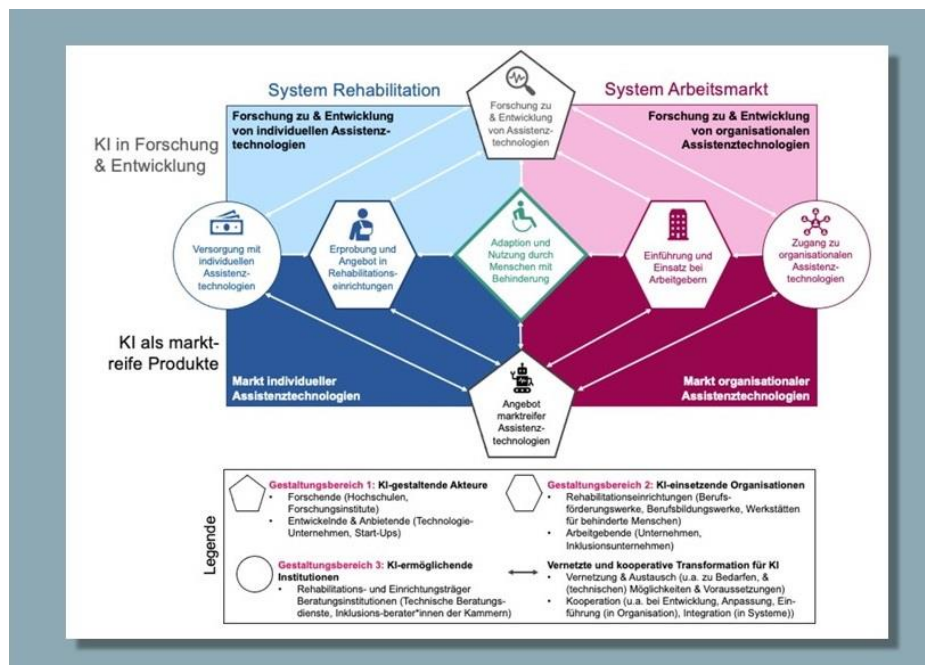 System Rehabilitation
System Arbeitsmarkt
KI in Forschung
& Entwicklung
Forschung zu & Entwicklung
von individuellen Assistenz-
technologien
Forschung zu
& Entwicklung
von Assistenz-
technologien
Forschung zu & Entwicklung
von organisationalen
Assistenztechnologien
Versorgung mit
individuellen
Assistenz-
technologien
Erprobung und
Angebot in
Rehabilitations-
einrichtungen
Adaption und
Nutzung durch
Menschen mit
Behinderung
Einführung und
Einsatz bei
Arbeitgebern
Zugang zu
organisationalen
Assistenz-
technologien
KI als markt-
reife Produkte
Markt individueller
Assistenztechnologien
Angebot
marktreifer
Assistenz-
technologien
Markt organisationaler
Assistenztechnologien
Legende
Gestaltungsbereich 1: KI-gestaltende Akteure
• Forschende (Hochschulen,
Forschungsinstitute)
• Entwickelnde & Anbietende (Technologie-
Unternehmen, Start-Ups)
Gestaltungsbereich 2: KI-einsetzende Organisationen
• Rehabilitationseinrichtungen (Berufs-
förderungswerke, Berufsbildungswerke, Werkstätten
für behinderte Menschen)
• Arbeitgebende (Unternehmen,
Inklusionsunternehmen)
Gestaltungsbereich 3: KI-ermöglichende
Institutionen
• Rehabilitations- und Einrichtungsträger
Beratungsinstitutionen (Technische Beratungs-
dienste, Inklusions-berater*innen der Kammern)
Vernetzte und kooperative Transformation für KI
• Vernetzung & Austausch (u.a. zu Bedarfen, &
(technischen) Möglichkeiten & Voraussetzungen)
• Kooperation (u.a. bei Entwicklung, Anpassung, Ein-
führung (in Organisation), Integration (in Systeme))